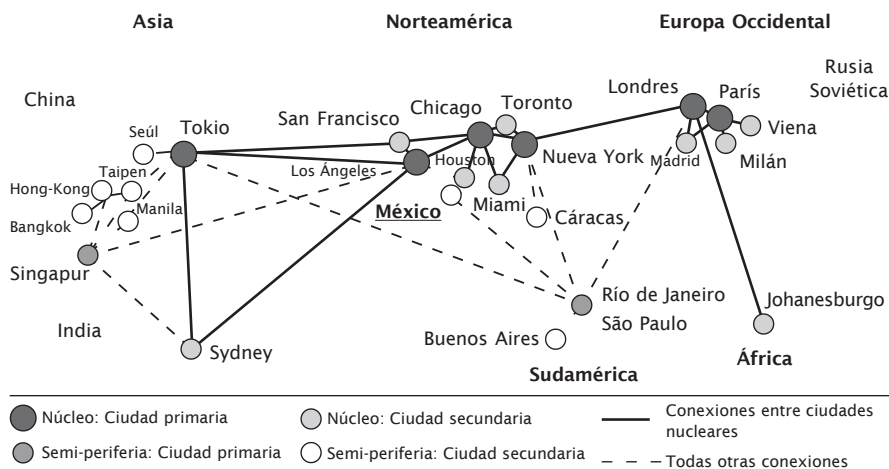 Asia
Norteamérica
Europa Occidental
Rusia
Soviética
China
Londres
París
Chicago
Toronto
San Francisco
Tokio
Seúl
Viena
Nueva York
Madrid
Milán
Houston
Los Ángeles
Taipen
Hong-Kong
México
Miami
Manila
Cáracas
Bangkok
Singapur
Río de Janeiro
São Paulo
Johanesburgo
India
Buenos Aires
Sydney
África
Sudamérica
Núcleo: Ciudad primaria
Núcleo: Ciudad secundaria
Conexiones entre ciudades
nucleares
Semi-periferia: Ciudad primaria
Semi-periferia: Ciudad secundaria
Todas otras conexiones